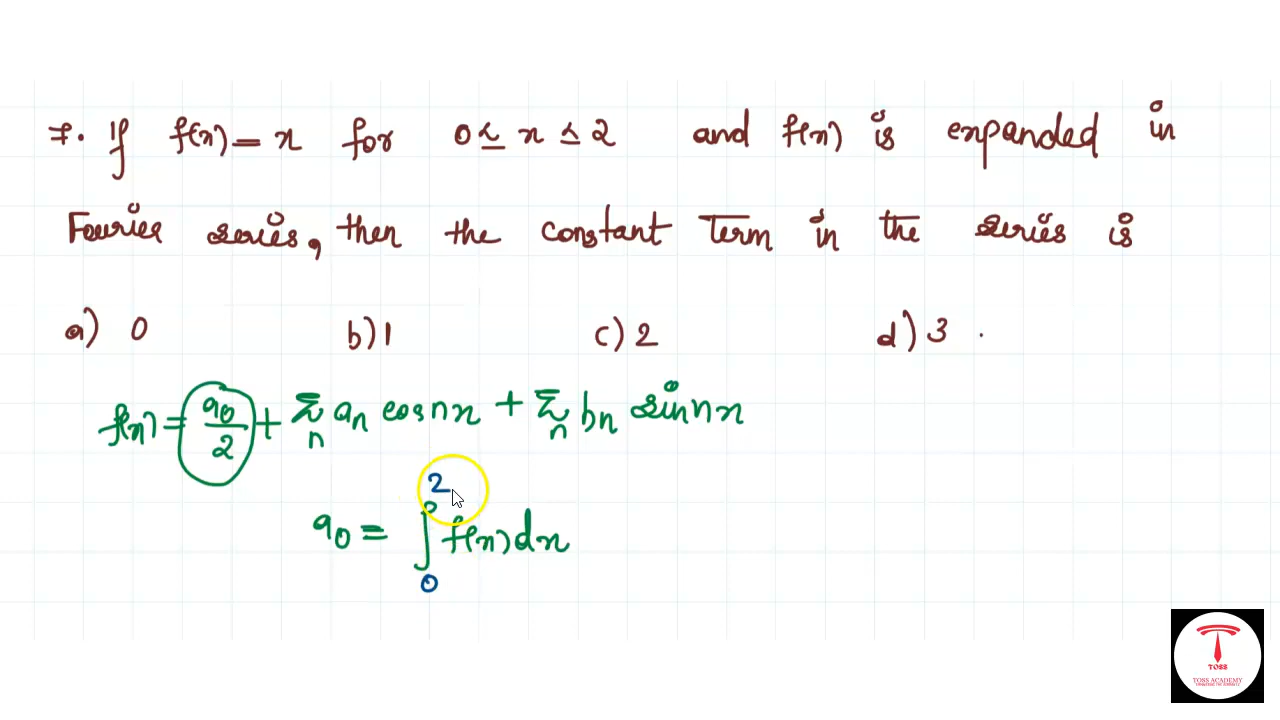 7. If f(x) = x for 0 ≤ x ≤ 2 and f(x) is expanded in
Fourier series, then the constant Term in the series is
a) 0 b) 1 c) 2 d) 3 .
f(x) = a0/2 + Σn an cos nx + Σn bn sin nx
a0 = ∫₀² f(x) dx
TOSS
TOSS ACADEMY